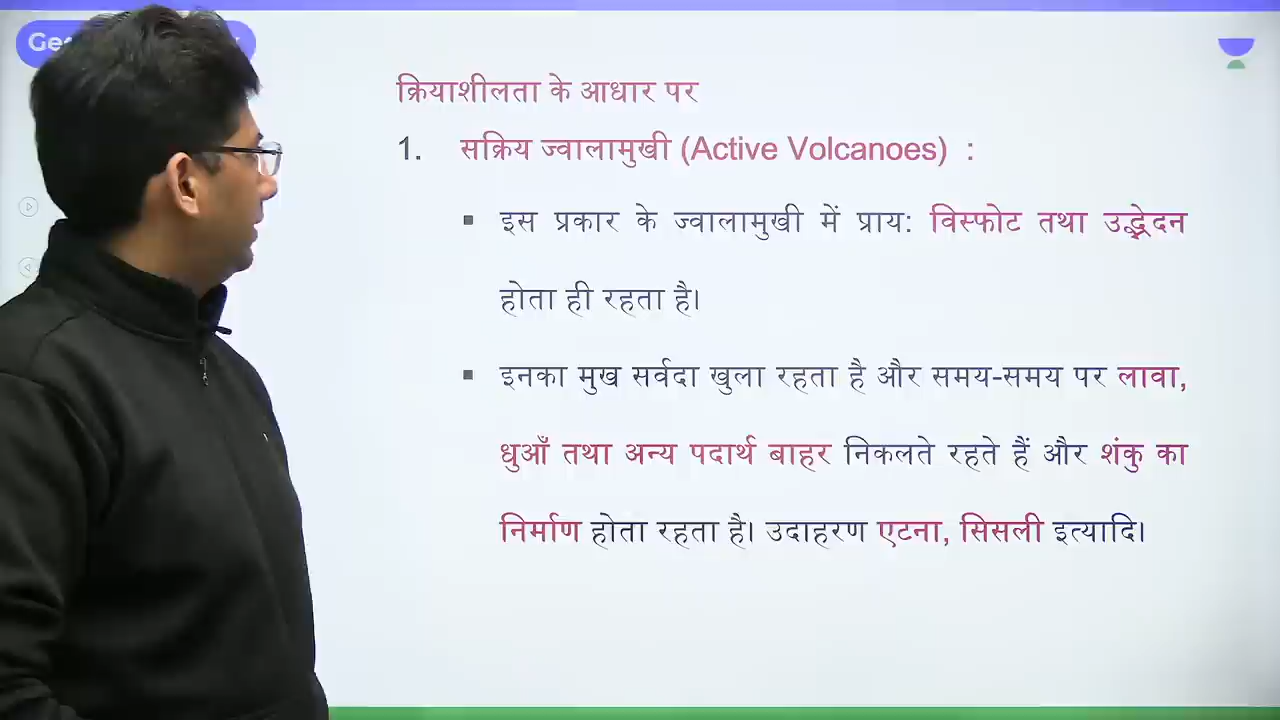 क्रियाशीलता के आधार पर
1. सक्रिय ज्वालामुखी (Active Volcanoes) :
▪ इस प्रकार के ज्वालामुखी में प्राय: विस्फोट तथा उद्भेदन
होता ही रहता है।
▪ इनका मुख सर्वदा खुला रहता है और समय-समय पर लावा,
धुआँ तथा अन्य पदार्थ बाहर निकलते रहते हैं और शंकु का
निर्माण होता रहता है। उदाहरण एटना, सिसली इत्यादि।